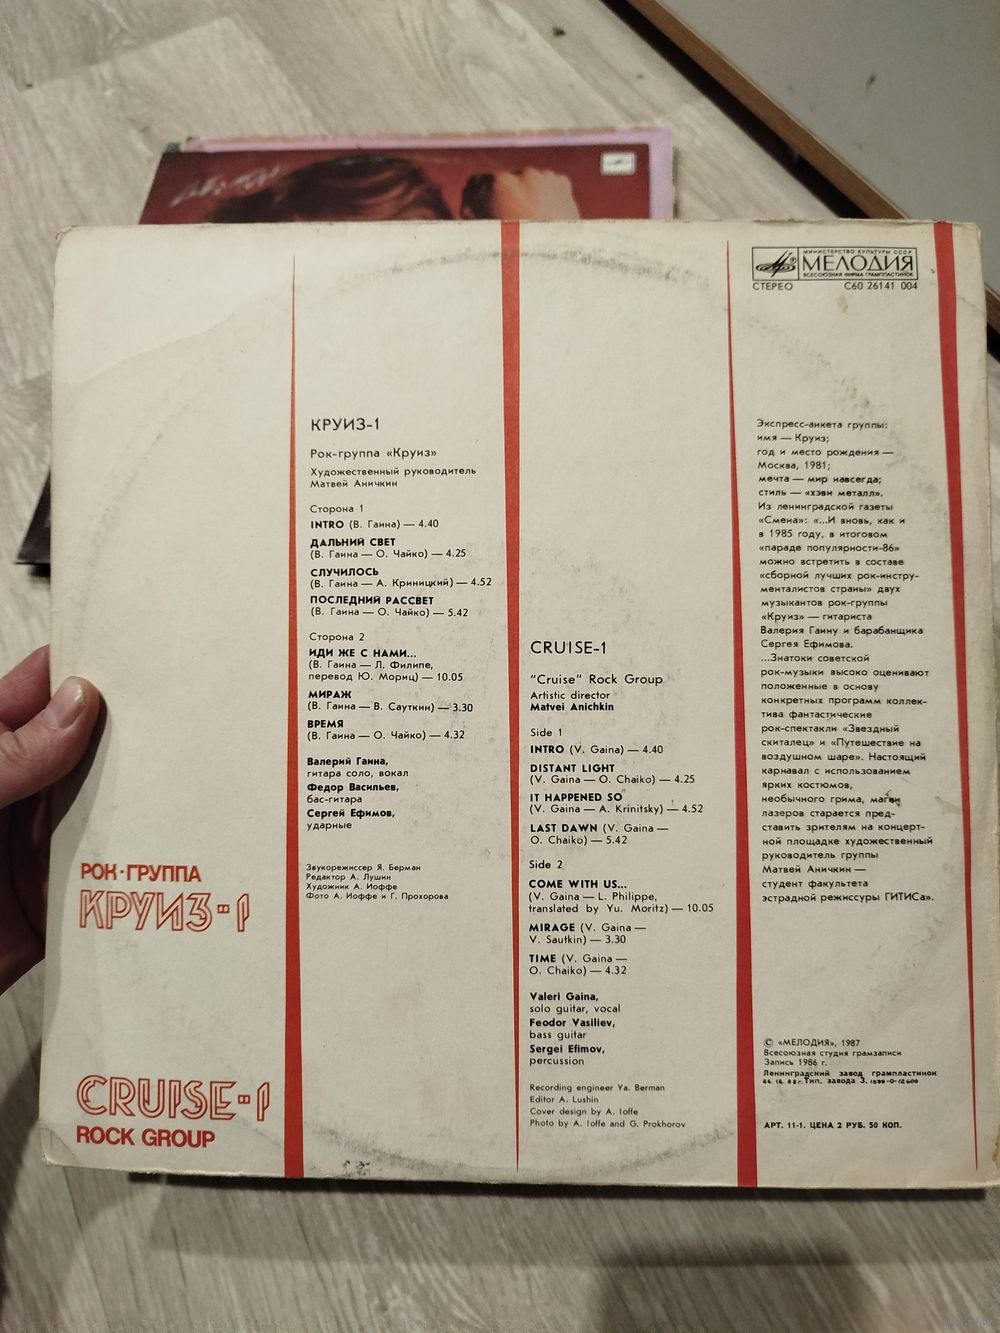 МИНИСТЕРСТВО КУЛЬТУРЫ СССР
МЕЛОДИЯ
ВСЕСОЮЗНАЯ ФИРМА ГРАМПЛАСТИНОК
СТЕРЕО С60 26141 004
КРУИЗ-1
Рок-группа «Круиз»
Художественный руководитель
Матвей Аничкин
Сторона 1
INTRO (В. Гаина) — 4.40
ДАЛЬНИЙ СВЕТ
(В. Гаина — О. Чайко) — 4.25
СЛУЧИЛОСЬ
(В. Гаина — А. Криницкий) — 4.52
ПОСЛЕДНИЙ РАССВЕТ
(В. Гаина — О. Чайко) — 5.42
Сторона 2
ИДИ ЖЕ С НАМИ...
(В. Гаина — Л. Филипе,
перевод Ю. Мориц) — 10.05
МИРАЖ
(В. Гаина — В. Сауткин) — 3.30
ВРЕМЯ
(В. Гаина — О. Чайко) — 4.32
Валерий Гаина,
гитара соло, вокал
Федор Васильев,
бас-гитара
Сергей Ефимов,
ударные
Звукорежиссер Я. Берман
Редактор А. Лушин
Художник А. Иоффе
Фото А. Иоффе и Г. Прохорова
РОК-ГРУППА
КРУИЗ-1
CRUISE-1
ROCK GROUP
CRUISE-1
"Cruise" Rock Group
Artistic director
Matvei Anichkin
Side 1
INTRO (V. Gaina) — 4.40
DISTANT LIGHT
(V. Gaina — O. Chaiko) — 4.25
IT HAPPENED SO
(V. Gaina — A. Krinitsky) — 4.52
LAST DAWN (V. Gaina —
O. Chaiko) — 5.42
Side 2
COME WITH US...
(V. Gaina — L. Philippe,
translated by Yu. Moritz) — 10.05
MIRAGE (V. Gaina —
V. Sautkin) — 3.30
TIME (V. Gaina —
O. Chaiko) — 4.32
Valeri Gaina,
solo guitar, vocal
Feodor Vasiliev,
bass guitar
Sergei Efimov,
percussion
Recording engineer Ya. Berman
Editor A. Lushin
Cover design by A. Ioffe
Photo by A. Ioffe and G. Prokhorov
Экспресс-анкета группы:
имя — Круиз;
год и место рождения —
Москва, 1981;
мечта — мир навсегда;
стиль — «хэви металл».
Из ленинградской газеты
«Смена»: «...И вновь, как и
в 1985 году, в итоговом
«параде популярности-86»
можно встретить в составе
«сборной лучших рок-инстру-
менталистов страны» двух
музыкантов рок-группы
«Круиз» — гитариста
Валерия Гаину и барабанщика
Сергея Ефимова.
...Знатоки советской
рок-музыки высоко оценивают
положенные в основу
конкретных программ коллек-
тива фантастические
рок-спектакли «Звездный
скиталец» и «Путешествие на
воздушном шаре». Настоящий
карнавал с использованием
ярких костюмов,
необычного грима, магии
лазеров старается пред-
ставить зрителям на концерт-
ной площадке художественный
руководитель группы
Матвей Аничкин —
студент факультета
эстрадной режиссуры ГИТИСа».
© «МЕЛОДИЯ», 1987
Всесоюзная студия грамзаписи
Запись 1986 г.
Ленинградский завод грампластинок
Тип. завода З.
АРТ. 11-1. ЦЕНА 2 РУБ. 50 КОП.